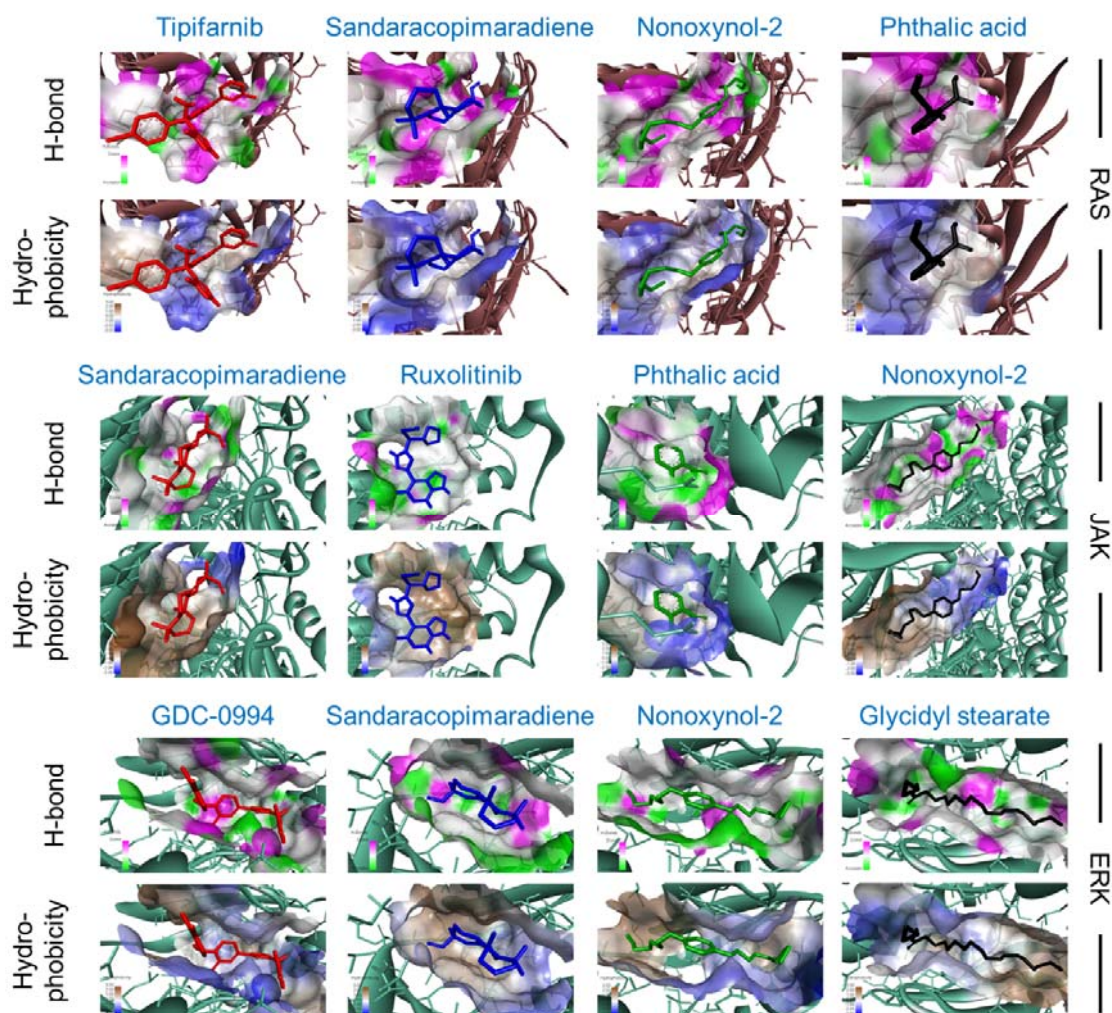 Tipifarnib Sandaracopimaradiene Nonoxynol-2 Phthalic acid
H-bond
Hydro-
phobicity
RAS
Sandaracopimaradiene Ruxolitinib Phthalic acid Nonoxynol-2
H-bond
Hydro-
phobicity
JAK
GDC-0994 Sandaracopimaradiene Nonoxynol-2 Glycidyl stearate
H-bond
Hydro-
phobicity
ERK